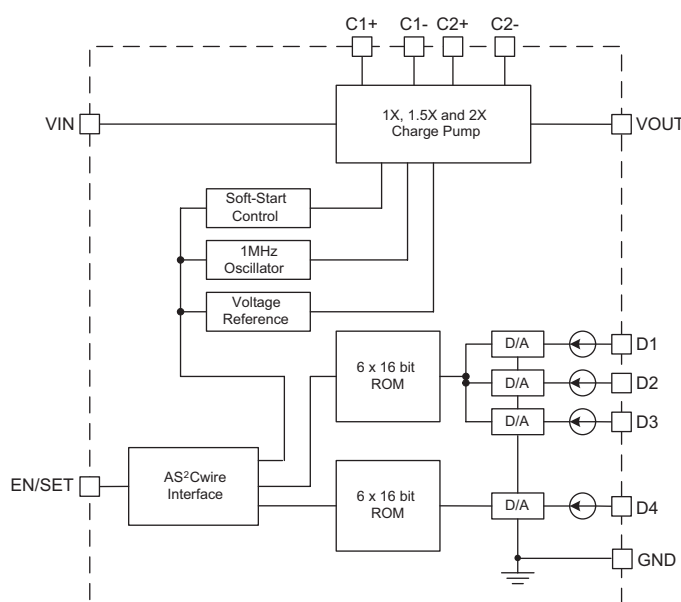 C1+ C1- C2+ C2-
VIN
1X, 1.5X and 2X
Charge Pump
VOUT
Soft-Start
Control
1MHz
Oscillator
Voltage
Reference
6 x 16 bit
ROM
D/A
D1
D/A
D2
D/A
D3
EN/SET
AS²Cwire
Interface
6 x 16 bit
ROM
D/A
D4
GND